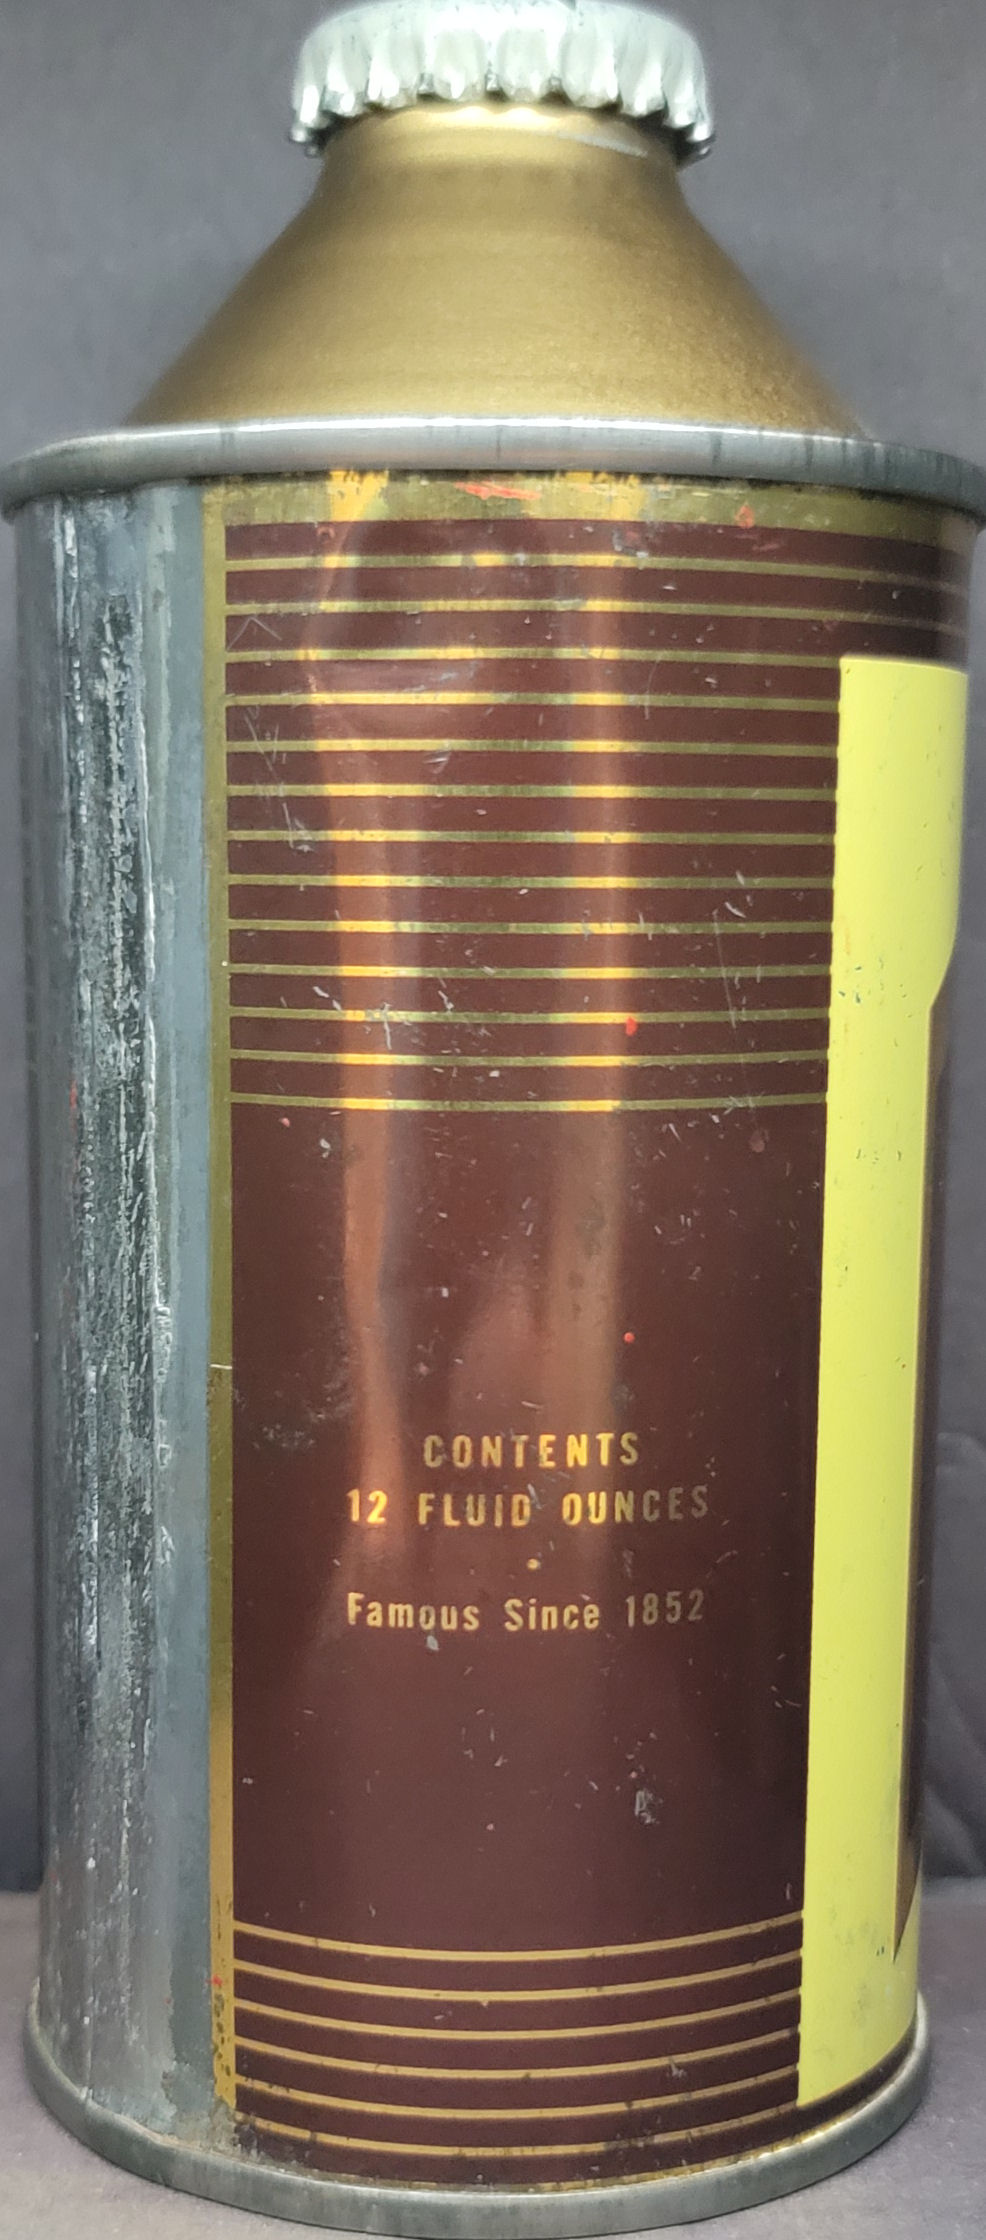 CONTENTS
12 FLUID OUNCES
•
Famous Since 1852